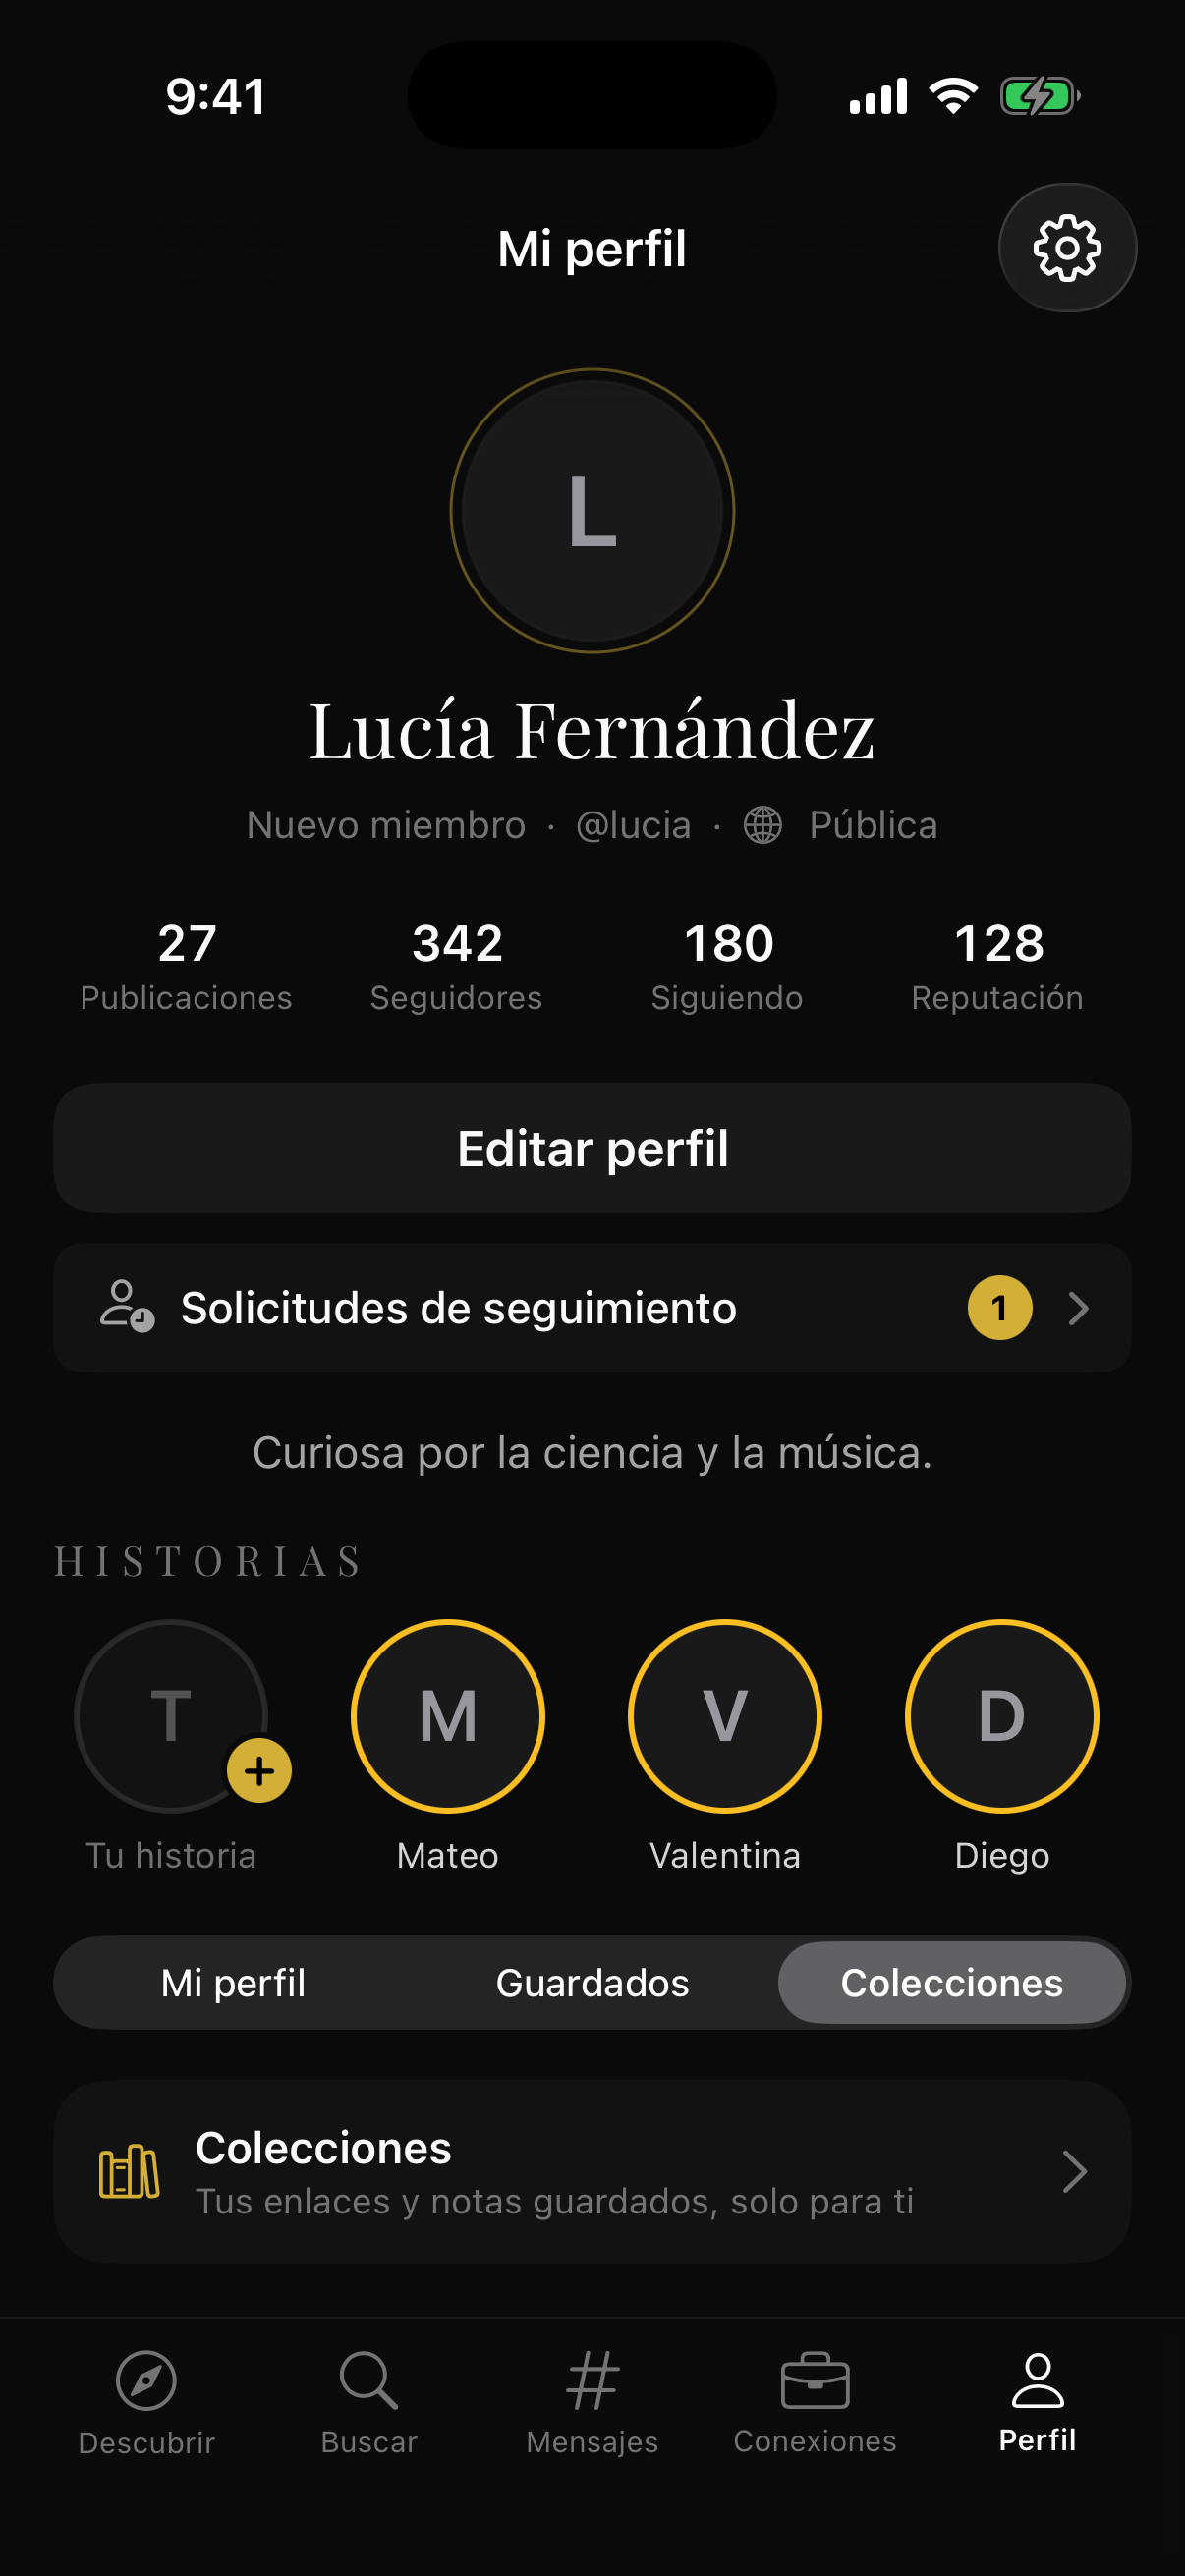 9:41
Mi perfil
L
Lucía Fernández
Nuevo miembro · @lucia · Pública
27 342 180 128
Publicaciones Seguidores Siguiendo Reputación
Editar perfil
Solicitudes de seguimiento 1
Curiosa por la ciencia y la música.
HISTORIAS
T M V D
Tu historia Mateo Valentina Diego
Mi perfil Guardados Colecciones
Colecciones
Tus enlaces y notas guardados, solo para ti
Descubrir Buscar Mensajes Conexiones Perfil